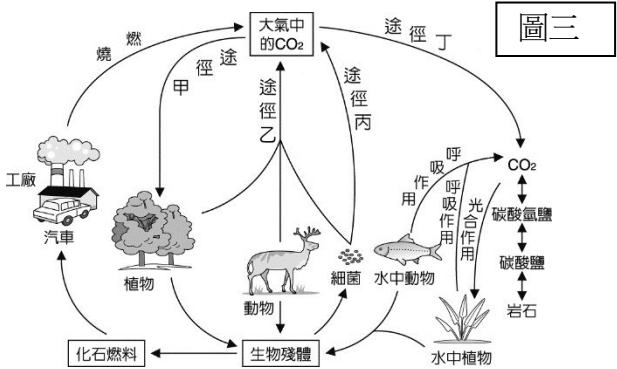 圖三
大氣中
的CO₂
燃燒
途徑甲
途徑乙
途徑丙
途徑丁
工廠
汽車
植物
動物
細菌
水中動物
呼吸作用
呼吸作用
光合作用
CO₂
碳酸氫鹽
碳酸鹽
岩石
水中植物
化石燃料
生物殘體